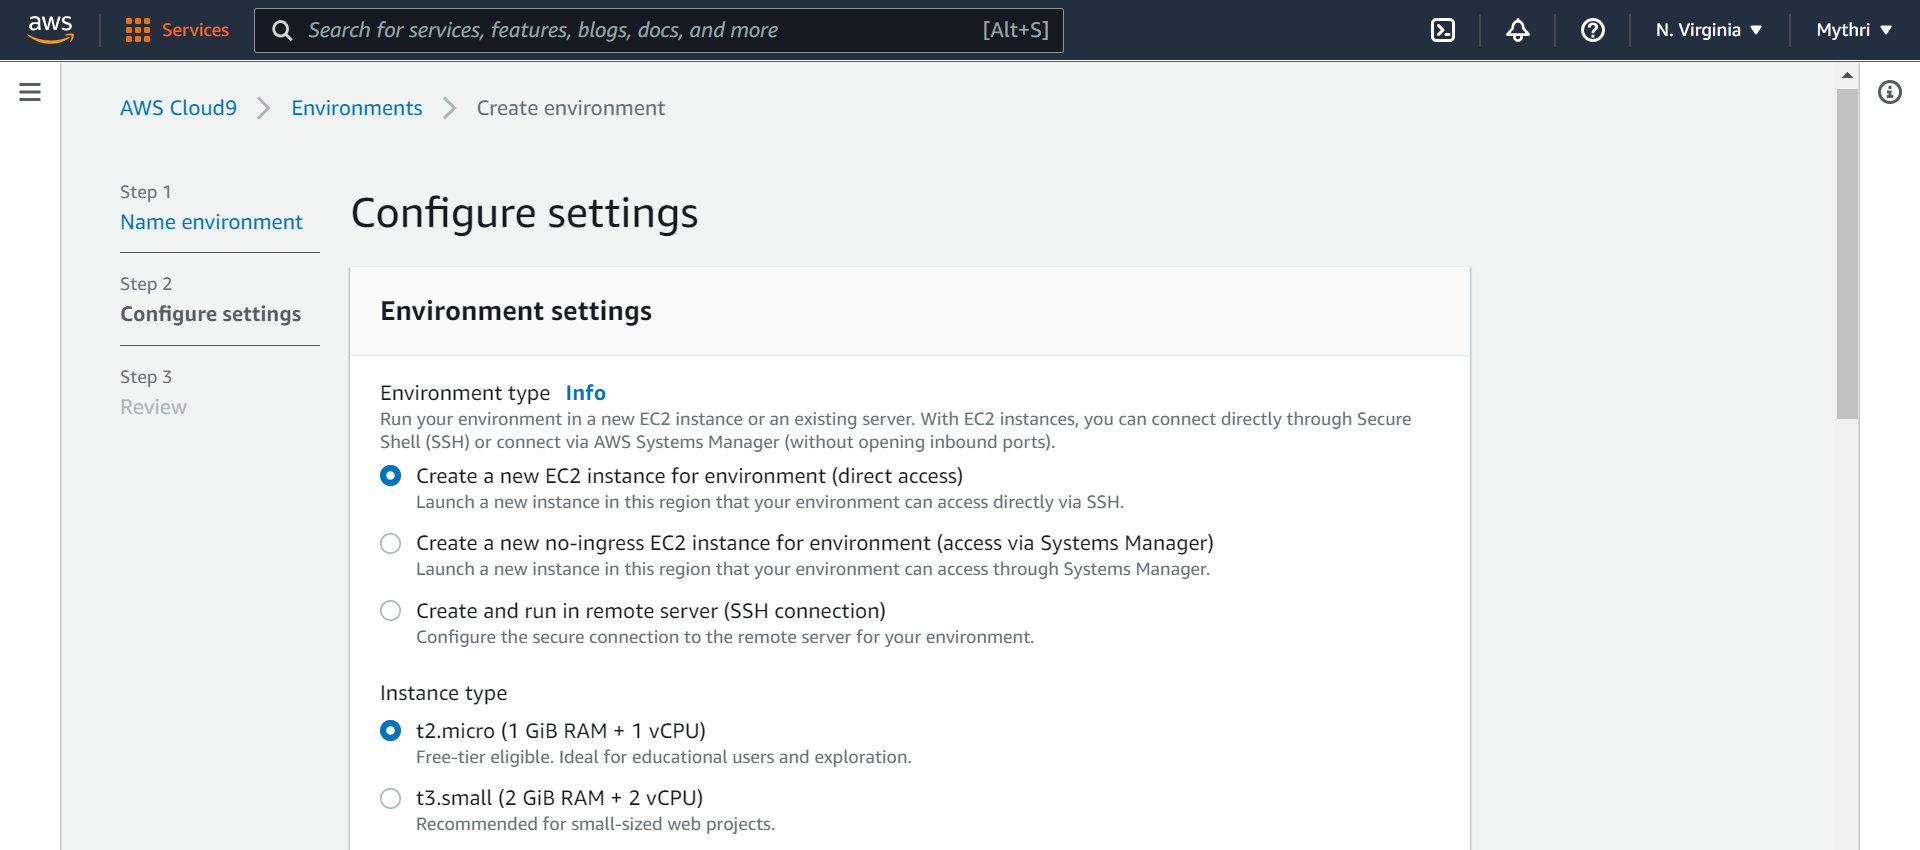 aws
Services
Search for services, features, blogs, docs, and more [Alt+S]
N. Virginia
Mythri
AWS Cloud9
Environments
Create environment
Step 1
Name environment
Step 2
Configure settings
Step 3
Review
Configure settings
Environment settings
Environment type Info
Run your environment in a new EC2 instance or an existing server. With EC2 instances, you can connect directly through Secure
Shell (SSH) or connect via AWS Systems Manager (without opening inbound ports).
Create a new EC2 instance for environment (direct access)
Launch a new instance in this region that your environment can access directly via SSH.
Create a new no-ingress EC2 instance for environment (access via Systems Manager)
Launch a new instance in this region that your environment can access through Systems Manager.
Create and run in remote server (SSH connection)
Configure the secure connection to the remote server for your environment.
Instance type
t2.micro (1 GiB RAM + 1 vCPU)
Free-tier eligible. Ideal for educational users and exploration.
t3.small (2 GiB RAM + 2 vCPU)
Recommended for small-sized web projects.